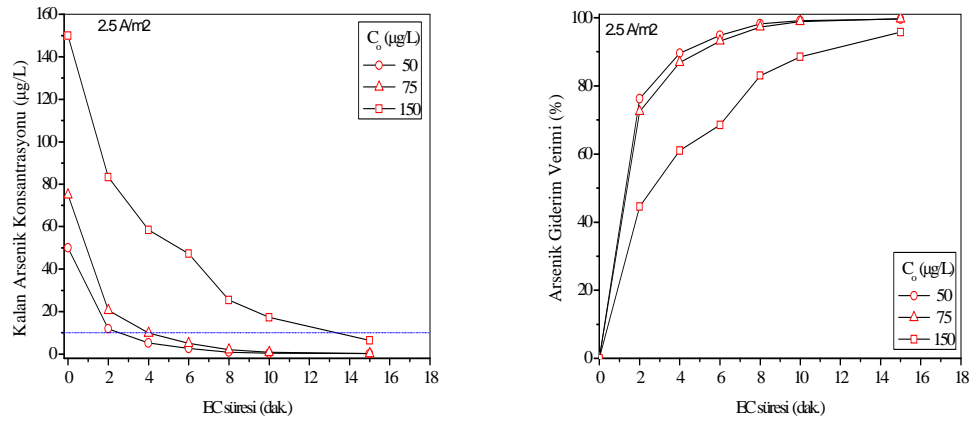 2.5 A/m2
C₀ (µg/L)
50
75
150
160
140
120
100
80
60
40
20
0
0 2 4 6 8 10 12 14 16 18
Kalan Arsenik Konsantrasyonu (µg/L)
EC süresi (dak.)
2.5 A/m2
100
80
60
40
20
0
0 2 4 6 8 10 12 14 16 18
C₀ (µg/L)
50
75
150
Arsenik Giderim Verimi (%)
EC süresi (dak.)